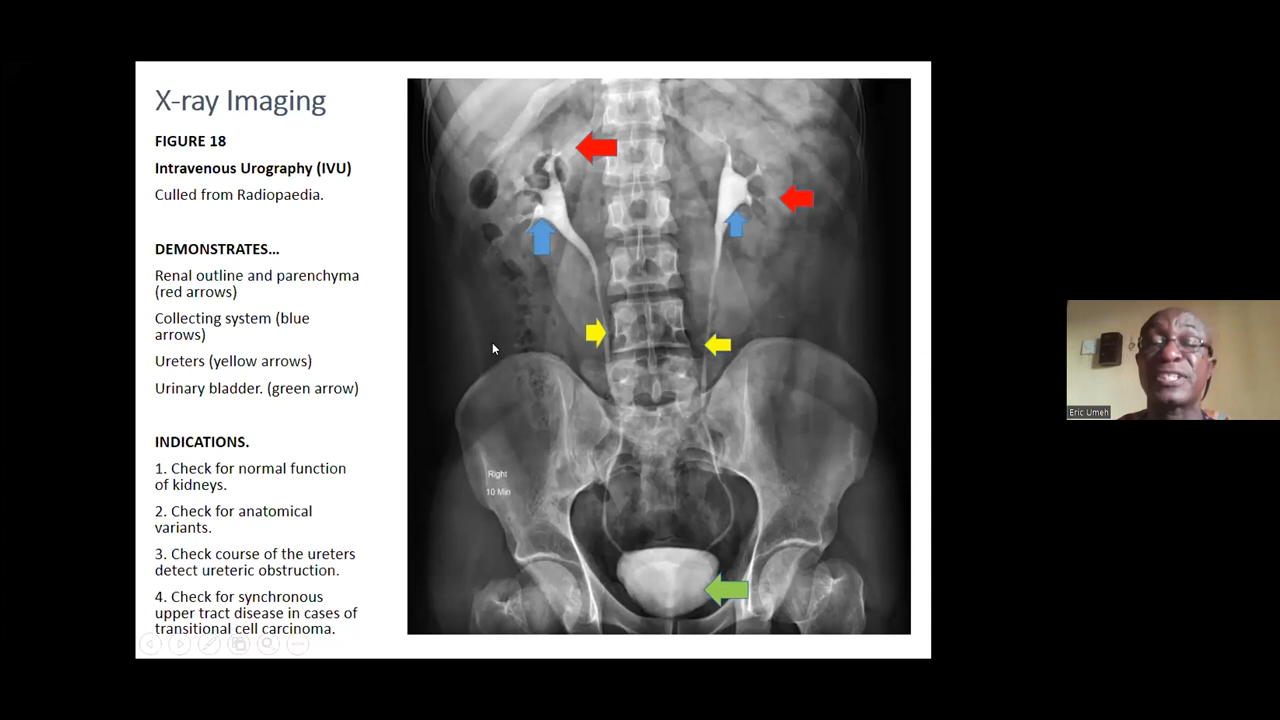 X-ray Imaging
FIGURE 18
Intravenous Urography (IVU)
Culled from Radiopaedia.
DEMONSTRATES...
Renal outline and parenchyma
(red arrows)
Collecting system (blue
arrows)
Ureters (yellow arrows)
Urinary bladder. (green arrow)
INDICATIONS.
1. Check for normal function
of kidneys.
2. Check for anatomical
variants.
3. Check course of the ureters
detect ureteric obstruction.
4. Check for synchronous
upper tract disease in cases of
transitional cell carcinoma.
Right
10 Min
Eric Umeh